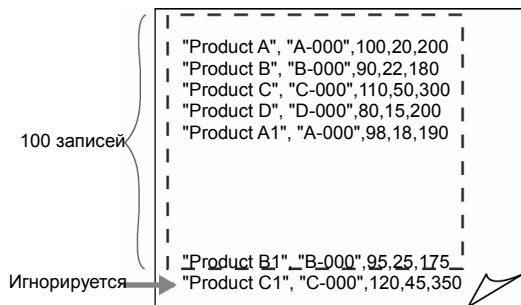 "Product A", "A-000",100,20,200
"Product B", "B-000",90,22,180
"Product C", "C-000",110,50,300
"Product D", "D-000",80,15,200
"Product A1", "A-000",98,18,190
100 записей
"Product B1", "B-000",95,25,175
Игнорируется
"Product C1", "C-000",120,45,350